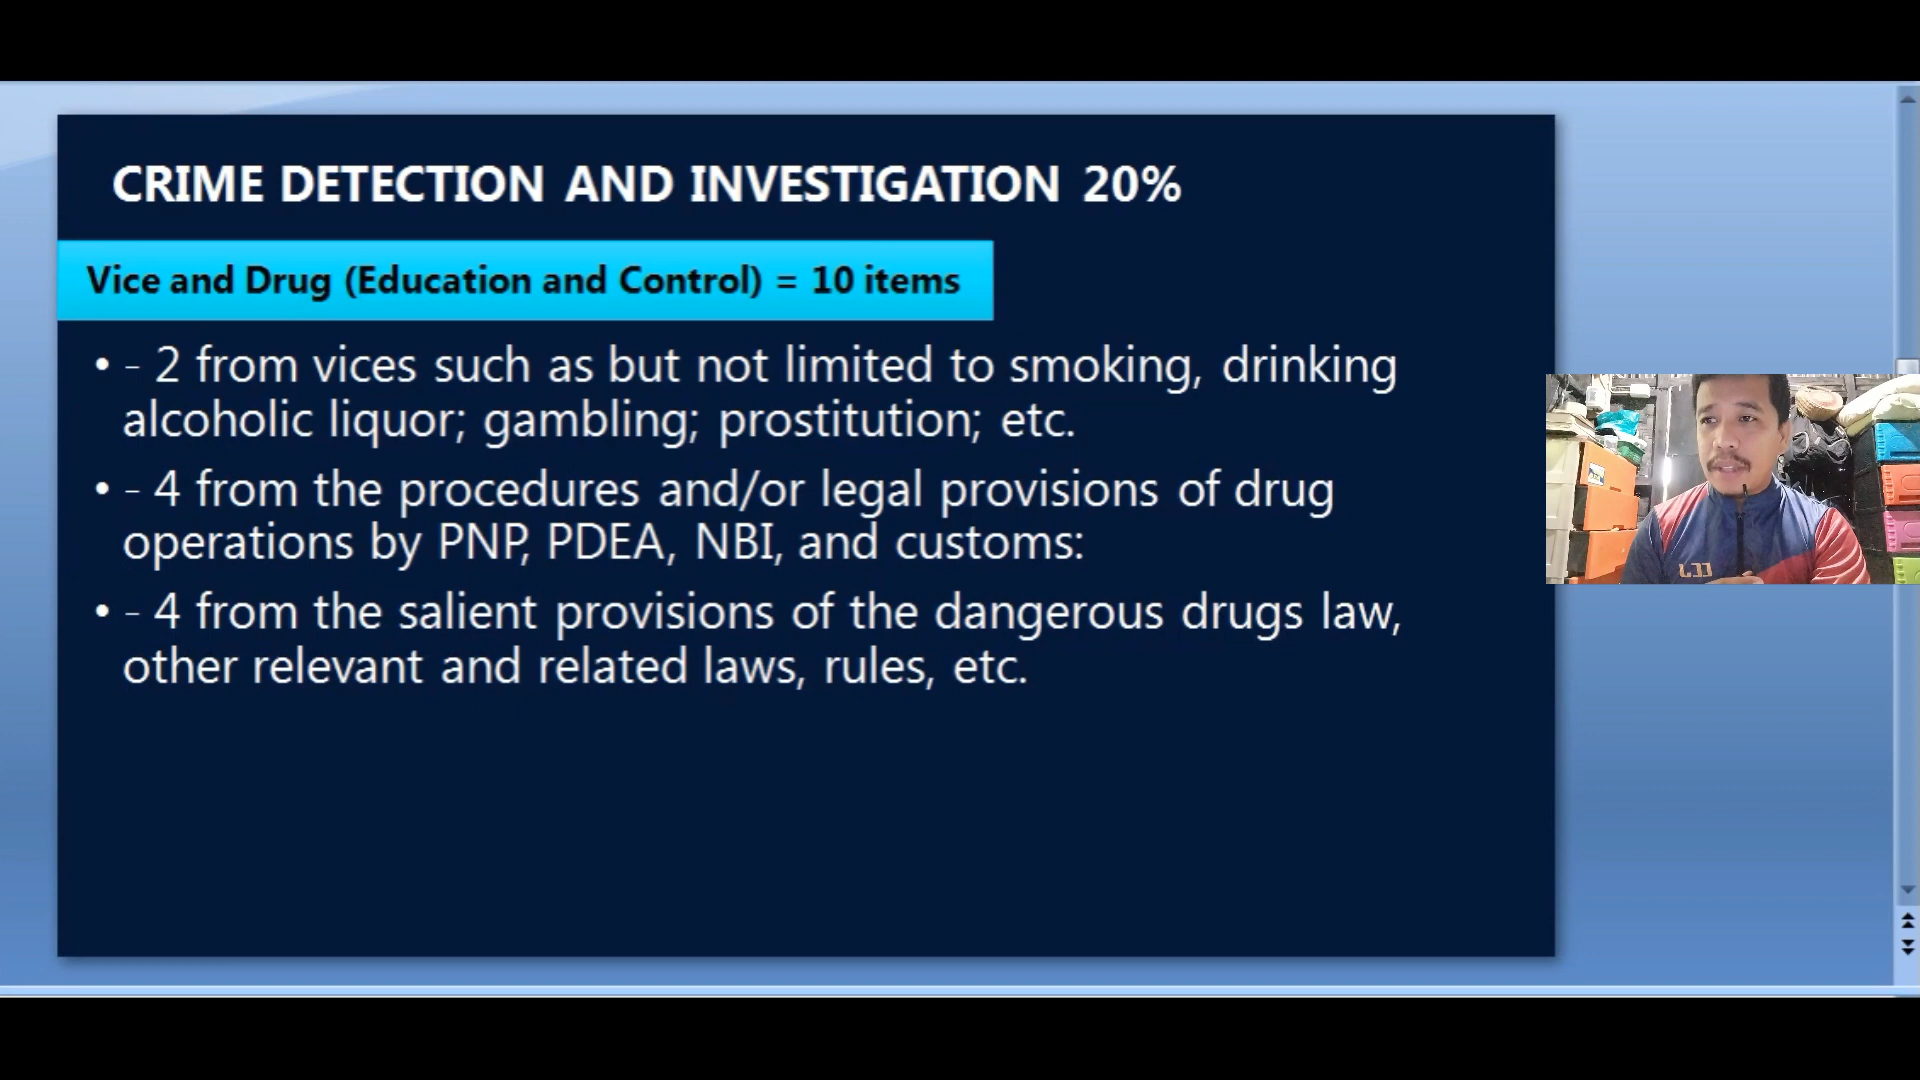 CRIME DETECTION AND INVESTIGATION 20%
Vice and Drug (Education and Control) = 10 items
• - 2 from vices such as but not limited to smoking, drinking
alcoholic liquor; gambling; prostitution; etc.
• - 4 from the procedures and/or legal provisions of drug
operations by PNP, PDEA, NBI, and customs:
• - 4 from the salient provisions of the dangerous drugs law,
other relevant and related laws, rules, etc.